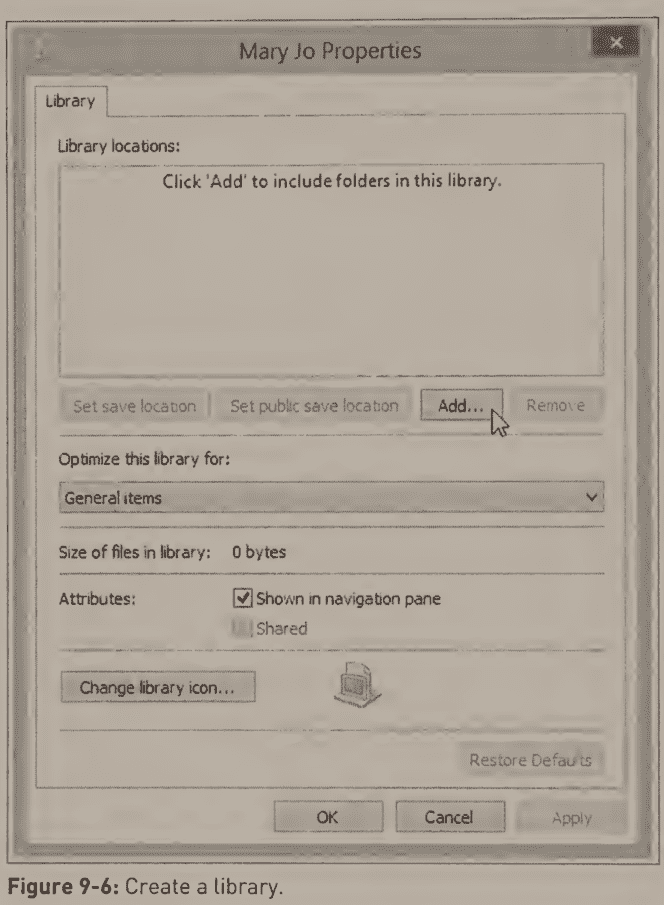 Mary Jo Properties
Library
Library locations:
Click 'Add' to include folders in this library.
Set save location Set public save location Add... Remove
Optimize this library for:
General items
Size of files in library: 0 bytes
Attributes: Shown in navigation pane
Shared
Change library icon...
Restore Defaults
OK Cancel Apply
Figure 9-6: Create a library.